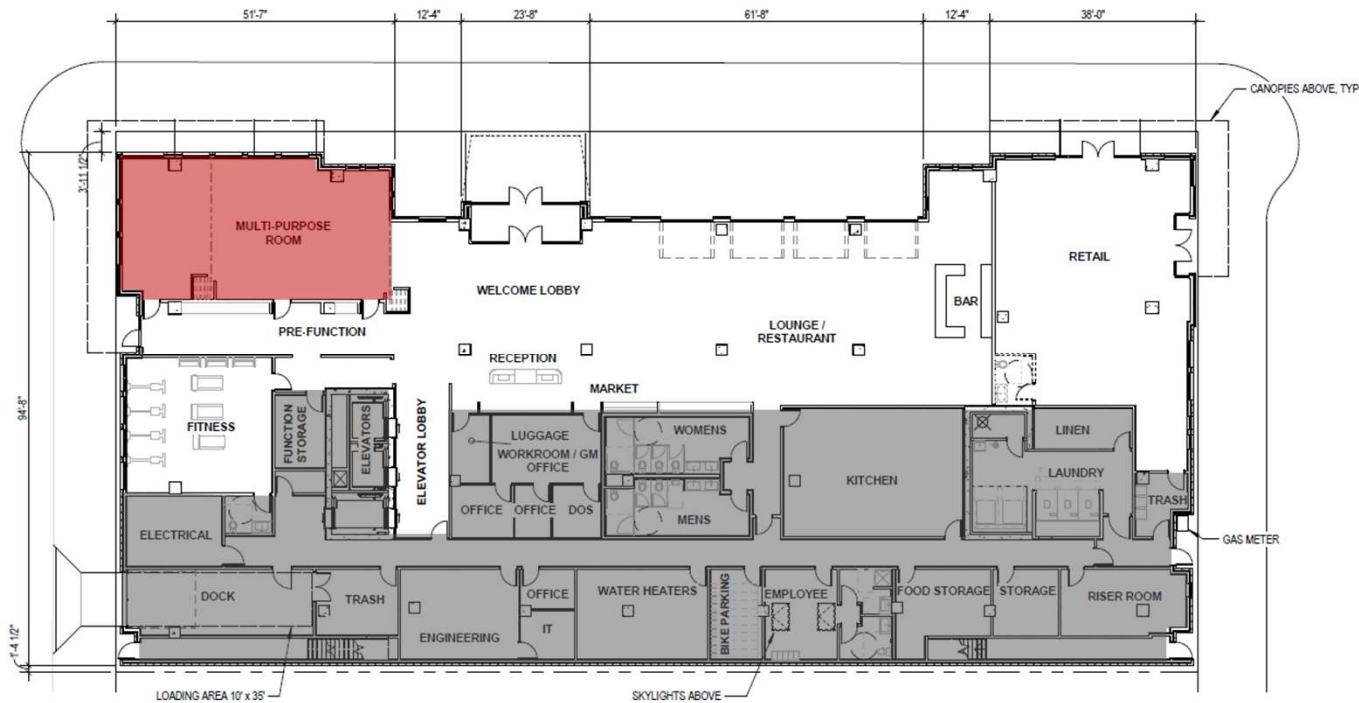 51'-7"
12'-4"
23'-8"
61'-8"
12'-4"
38'-0"
CANOPIES ABOVE, TYP
3'-11 1/2"
MULTI-PURPOSE
ROOM
RETAIL
WELCOME LOBBY
BAR
PRE-FUNCTION
LOUNGE /
RESTAURANT
RECEPTION
MARKET
94'-8"
FITNESS
FUNCTION
STORAGE
ELEVATORS
ELEVATOR LOBBY
LUGGAGE
WORKROOM / GM
OFFICE
WOMENS
KITCHEN
LINEN
LAUNDRY
TRASH
OFFICE
OFFICE
DOS
MENS
ELECTRICAL
GAS METER
DOCK
TRASH
ENGINEERING
OFFICE
IT
WATER HEATERS
BIKE PARKING
EMPLOYEE
FOOD STORAGE
STORAGE
RISER ROOM
1'-4 1/2"
LOADING AREA 10' x 35'
SKYLIGHTS ABOVE